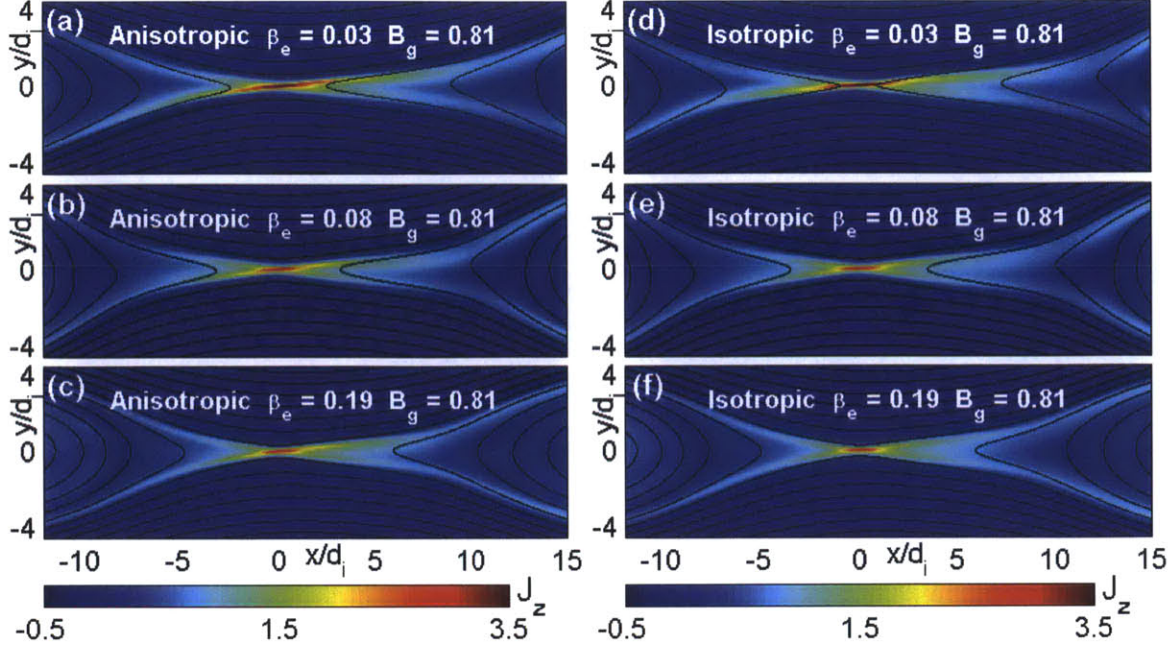 4 (a) Anisotropic β_e = 0.03 B_g = 0.81
y/d_i
0
-4
4 (b) Anisotropic β_e = 0.08 B_g = 0.81
y/d_i
0
-4
4 (c) Anisotropic β_e = 0.19 B_g = 0.81
y/d_i
0
-4
-10 -5 0 x/d_i 5 10 15
J_z
-0.5 1.5 3.5
4 (d) Isotropic β_e = 0.03 B_g = 0.81
y/d_i
0
-4
4 (e) Isotropic β_e = 0.08 B_g = 0.81
y/d_i
0
-4
4 (f) Isotropic β_e = 0.19 B_g = 0.81
y/d_i
0
-4
-10 -5 0 x/d_i 5 10 15
J_z
-0.5 1.5 3.5